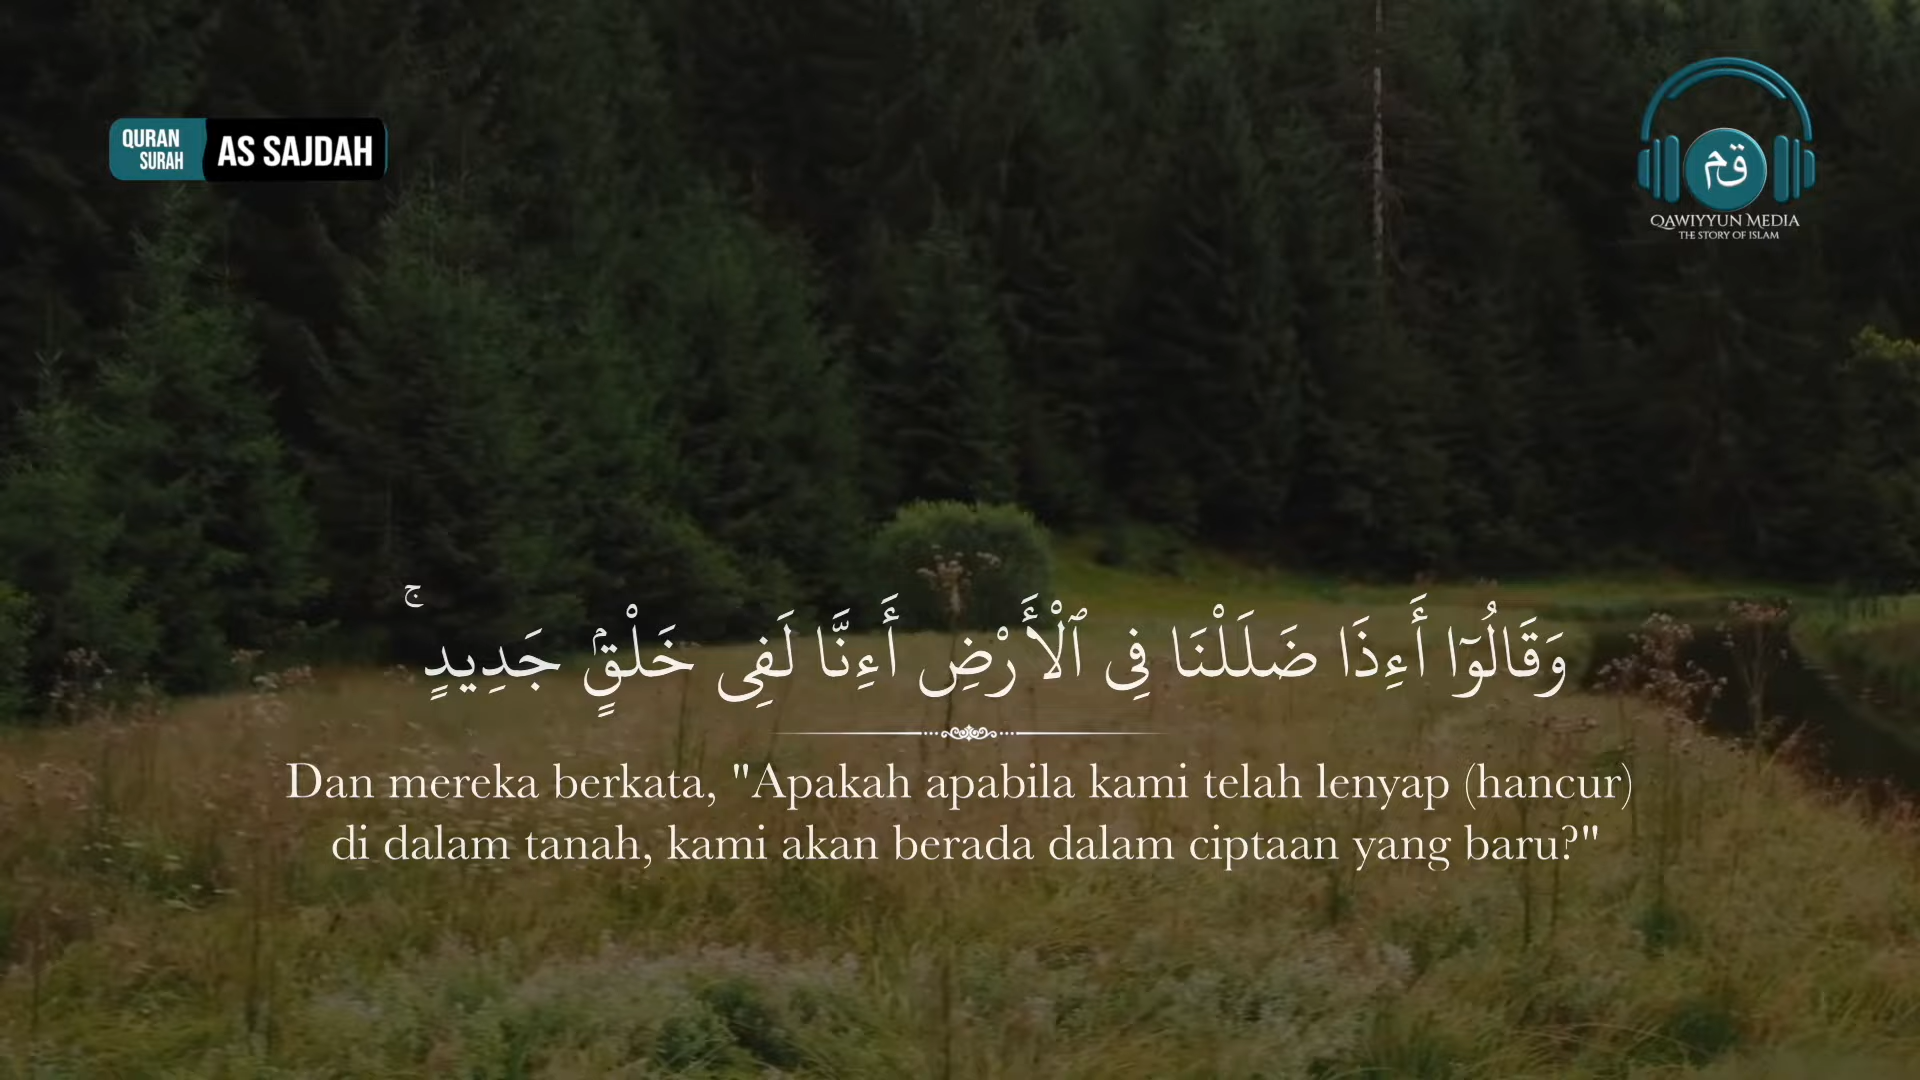 QURAN
SURAH
AS SAJDAH
قم
QAWIYYUN MEDIA
THE STORY OF ISLAM
وَقَالُوٓا۟ أَءِذَا ضَلَلْنَا فِى ٱلْأَرْضِ أَءِنَّا لَفِى خَلْقٍۢ جَدِيدٍۭ ۚ
Dan mereka berkata, "Apakah apabila kami telah lenyap (hancur)
di dalam tanah, kami akan berada dalam ciptaan yang baru?"